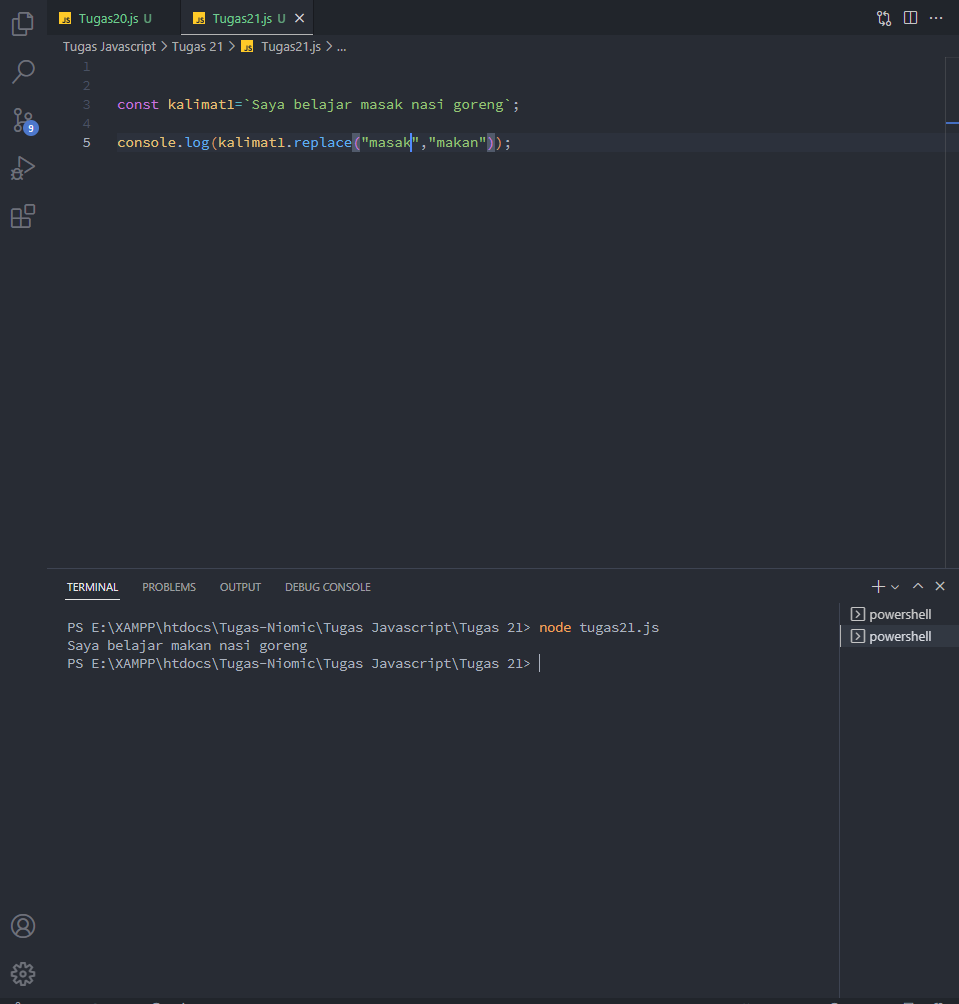 JS Tugas20.js U
JS Tugas21.js U
Tugas Javascript > Tugas 21 > JS Tugas21.js > ...
1
2
3 const kalimat1=`Saya belajar masak nasi goreng`;
4
5 console.log(kalimat1.replace("masak","makan"));
9
TERMINAL PROBLEMS OUTPUT DEBUG CONSOLE
PS E:\XAMPP\htdocs\Tugas-Niomic\Tugas Javascript\Tugas 21> node tugas21.js
Saya belajar makan nasi goreng
PS E:\XAMPP\htdocs\Tugas-Niomic\Tugas Javascript\Tugas 21>
powershell
powershell